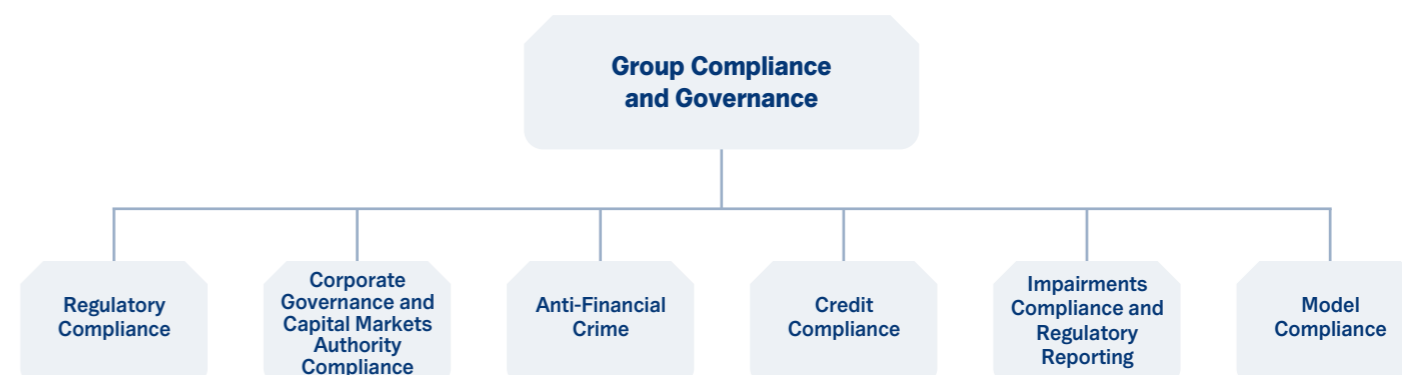 Group Compliance
and Governance
Regulatory
Compliance
Corporate
Governance and
Capital Markets
Authority
Compliance
Anti-Financial
Crime
Credit
Compliance
Impairments
Compliance and
Regulatory
Reporting
Model
Compliance